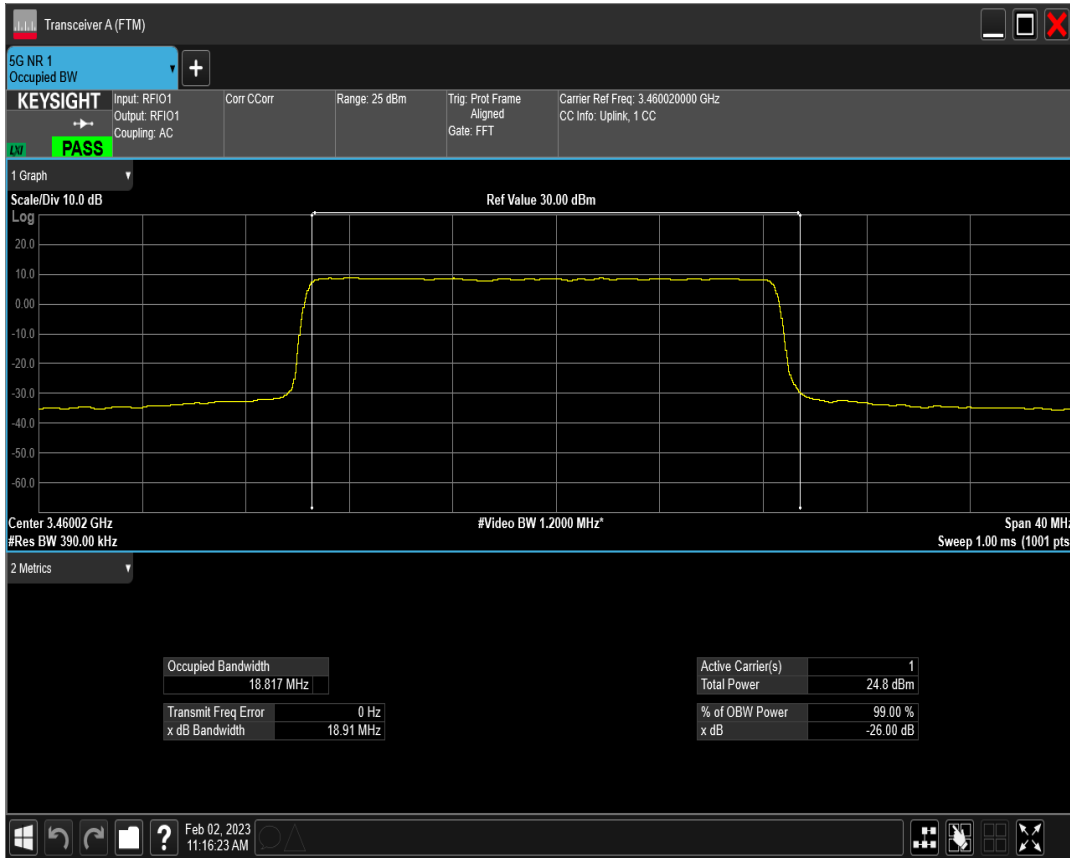 Transceiver A (FTM)
5G NR 1
Occupied BW
+
KEYSIGHT
LXI
PASS
Input: RFIO1
Output: RFIO1
Coupling: AC
Corr CCorr
Range: 25 dBm
Trig: Prot Frame
Aligned
Gate: FFT
Carrier Ref Freq: 3.460020000 GHz
CC Info: Uplink, 1 CC
1 Graph
Scale/Div 10.0 dB
Ref Value 30.00 dBm
Log
20.0
10.0
0.00
-10.0
-20.0
-30.0
-40.0
-50.0
-60.0
Center 3.46002 GHz
#Video BW 1.2000 MHz*
Span 40 MHz
#Res BW 390.00 kHz
Sweep 1.00 ms (1001 pts
2 Metrics
Occupied Bandwidth
18.817 MHz
Transmit Freq Error 0 Hz
x dB Bandwidth 18.91 MHz
Active Carrier(s) 1
Total Power 24.8 dBm
% of OBW Power 99.00 %
x dB -26.00 dB
?
Feb 02, 2023
11:16:23 AM